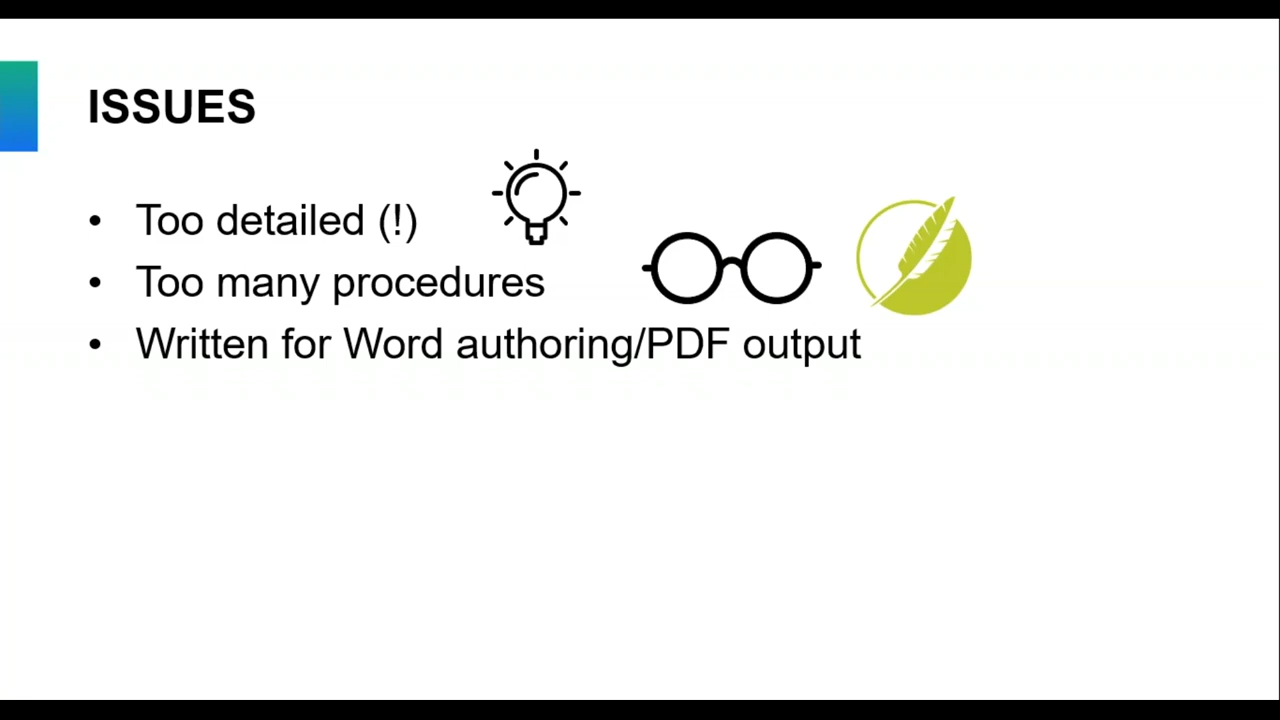 ISSUES
• Too detailed (!)
• Too many procedures
• Written for Word authoring/PDF output